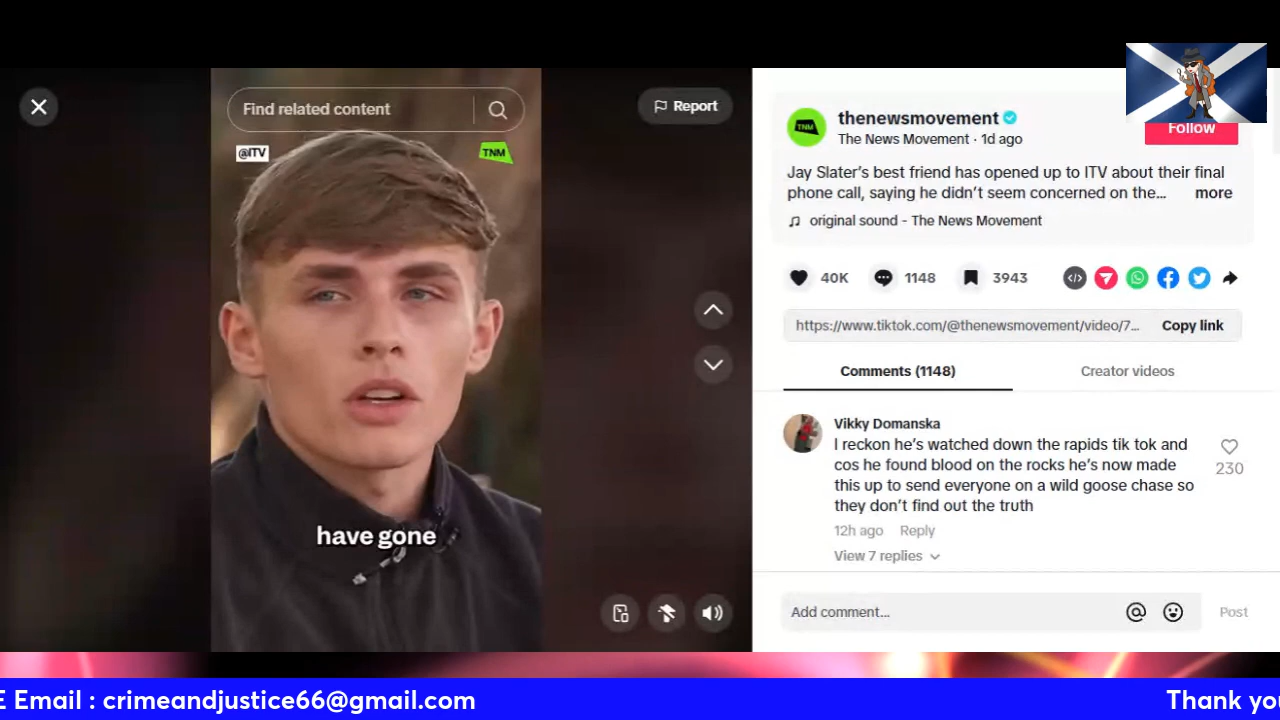 Find related content
Report
@ITV
TNM
have gone
TNM
thenewsmovement
The News Movement · 1d ago
Follow
Jay Slater's best friend has opened up to ITV about their final
phone call, saying he didn't seem concerned on the... more
original sound - The News Movement
40K 1148 3943
https://www.tiktok.com/@thenewsmovement/video/7... Copy link
Comments (1148) Creator videos
Vikky Domanska
I reckon he's watched down the rapids tik tok and
cos he found blood on the rocks he's now made
this up to send everyone on a wild goose chase so
they don't find out the truth
230
12h ago Reply
View 7 replies
Add comment... Post
E Email : crimeandjustice66@gmail.com
Thank you